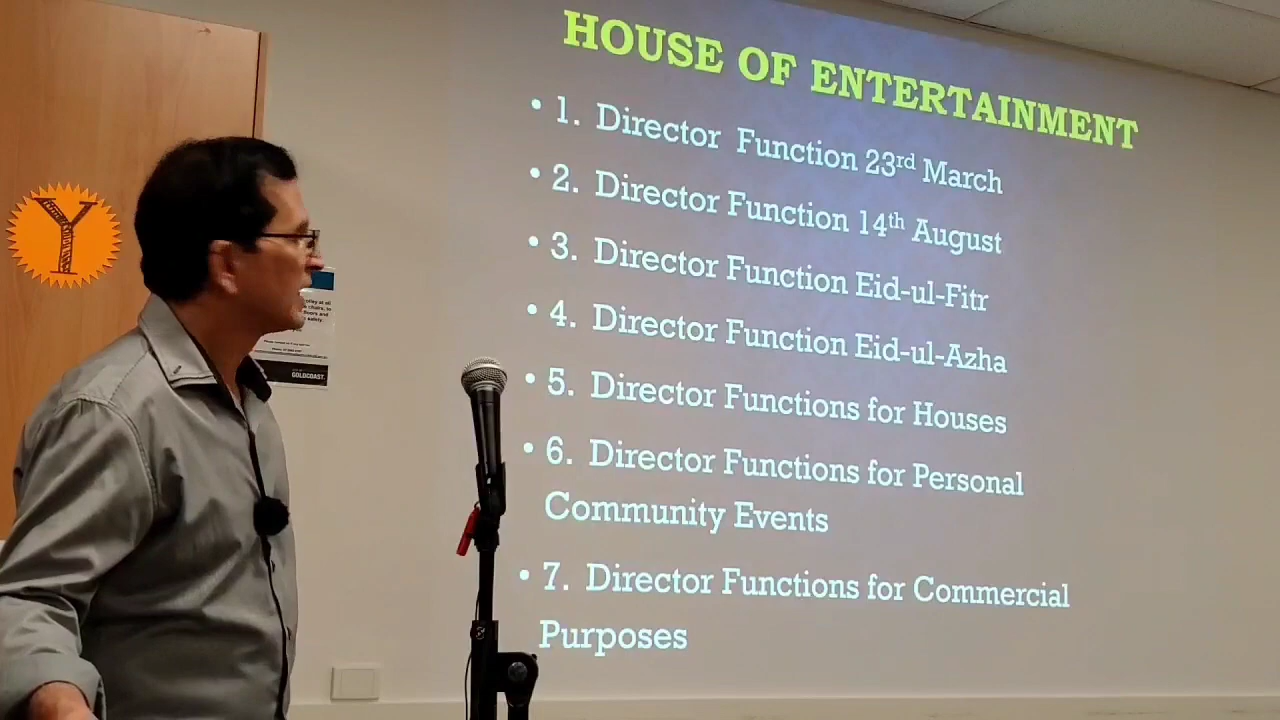 HOUSE OF ENTERTAINMENT
• 1. Director Function 23rd March
• 2. Director Function 14th August
• 3. Director Function Eid-ul-Fitr
• 4. Director Function Eid-ul-Azha
• 5. Director Functions for Houses
• 6. Director Functions for Personal
Community Events
• 7. Director Functions for Commercial
Purposes
Y
safety.
GOLDCOAST.